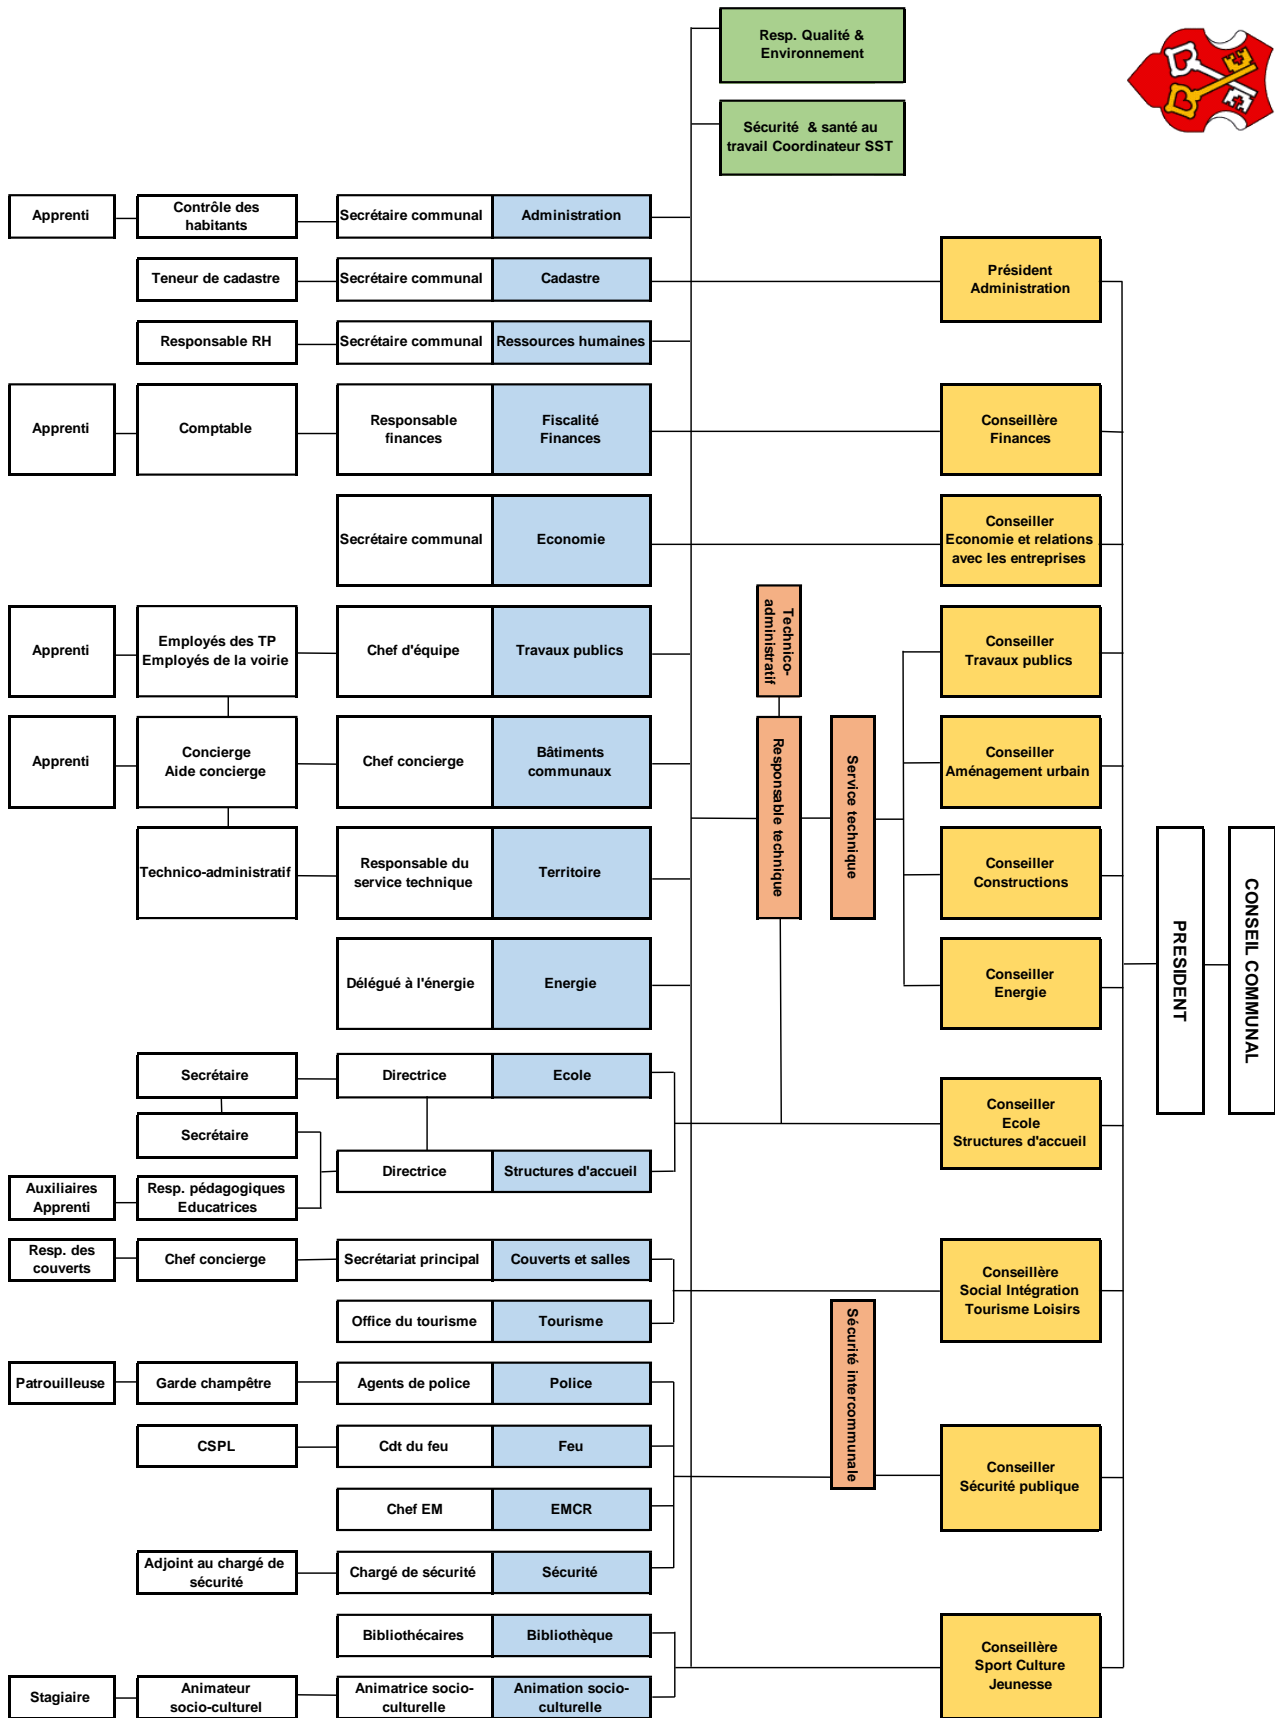 Resp. Qualité &
Environnement
Sécurité & santé au
travail Coordinateur SST
Apprenti
Contrôle des
habitants
Secrétaire communal
Administration
Teneur de cadastre
Secrétaire communal
Cadastre
Président
Administration
Responsable RH
Secrétaire communal
Ressources humaines
Apprenti
Comptable
Responsable
finances
Fiscalité
Finances
Conseillère
Finances
Secrétaire communal
Economie
Conseiller
Economie et relations
avec les entreprises
Technico-
administratif
Apprenti
Employés des TP
Employés de la voirie
Chef d'équipe
Travaux publics
Conseiller
Travaux publics
Apprenti
Concierge
Aide concierge
Chef concierge
Bâtiments
communaux
Responsable technique
Service technique
Conseiller
Aménagement urbain
Technico-administratif
Responsable du
service technique
Territoire
Conseiller
Constructions
PRESIDENT
CONSEIL COMMUNAL
Délégué à l'énergie
Energie
Conseiller
Energie
Secrétaire
Directrice
Ecole
Conseiller
Ecole
Structures d'accueil
Secrétaire
Directrice
Structures d'accueil
Auxiliaires
Apprenti
Resp. pédagogiques
Educatrices
Resp. des
couverts
Chef concierge
Secrétariat principal
Couverts et salles
Conseillère
Social Intégration
Tourisme Loisirs
Office du tourisme
Tourisme
Sécurité intercommunale
Patrouilleuse
Garde champêtre
Agents de police
Police
CSPL
Cdt du feu
Feu
Conseiller
Sécurité publique
Chef EM
EMCR
Adjoint au chargé de
sécurité
Chargé de sécurité
Sécurité
Bibliothécaires
Bibliothèque
Conseillère
Sport Culture
Jeunesse
Stagiaire
Animateur
socio-culturel
Animatrice socio-
culturelle
Animation socio-
culturelle